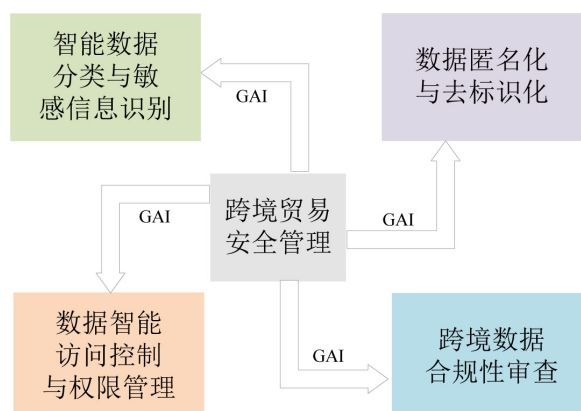 智能数据
分类与敏
感信息识别
GAI
数据匿名化
与去标识化
跨境贸易
安全管理
GAI
GAI
数据智能
访问控制
与权限管理
GAI
跨境数据
合规性审查